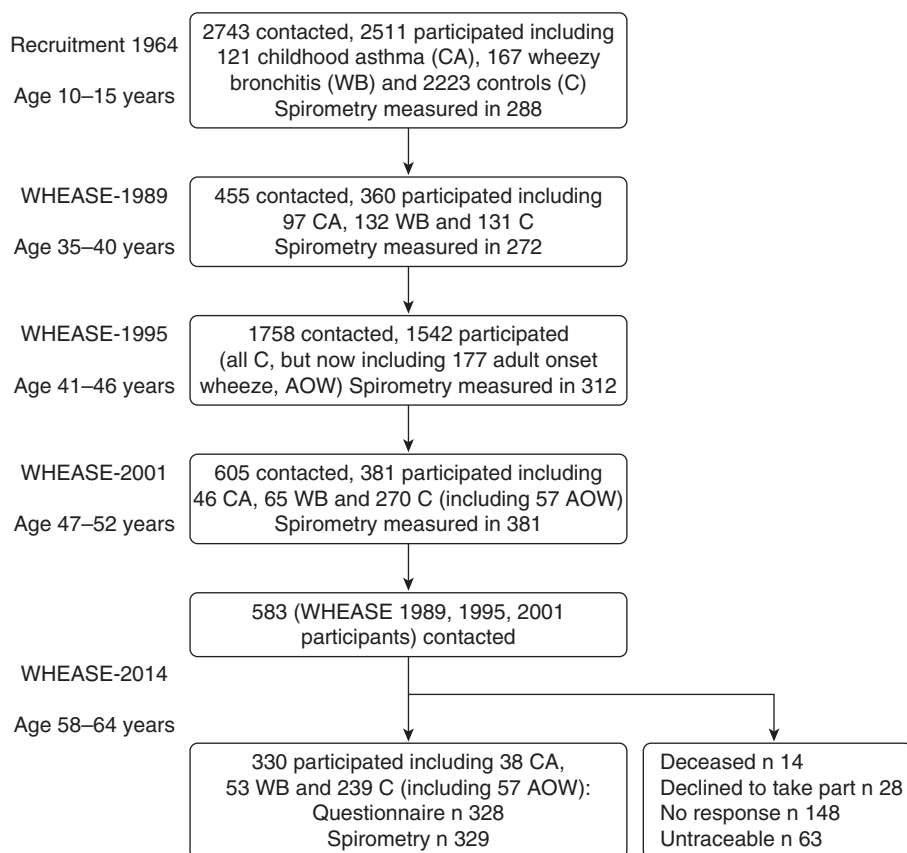 Recruitment 1964
Age 10–15 years
2743 contacted, 2511 participated including
121 childhood asthma (CA), 167 wheezy
bronchitis (WB) and 2223 controls (C)
Spirometry measured in 288
WHEASE-1989
Age 35–40 years
455 contacted, 360 participated including
97 CA, 132 WB and 131 C
Spirometry measured in 272
WHEASE-1995
Age 41–46 years
1758 contacted, 1542 participated
(all C, but now including 177 adult onset
wheeze, AOW) Spirometry measured in 312
WHEASE-2001
Age 47–52 years
605 contacted, 381 participated including
46 CA, 65 WB and 270 C (including 57 AOW)
Spirometry measured in 381
583 (WHEASE 1989, 1995, 2001
participants) contacted
WHEASE-2014
Age 58–64 years
330 participated including 38 CA,
53 WB and 239 C (including 57 AOW):
Questionnaire n 328
Spirometry n 329
Deceased n 14
Declined to take part n 28
No response n 148
Untraceable n 63